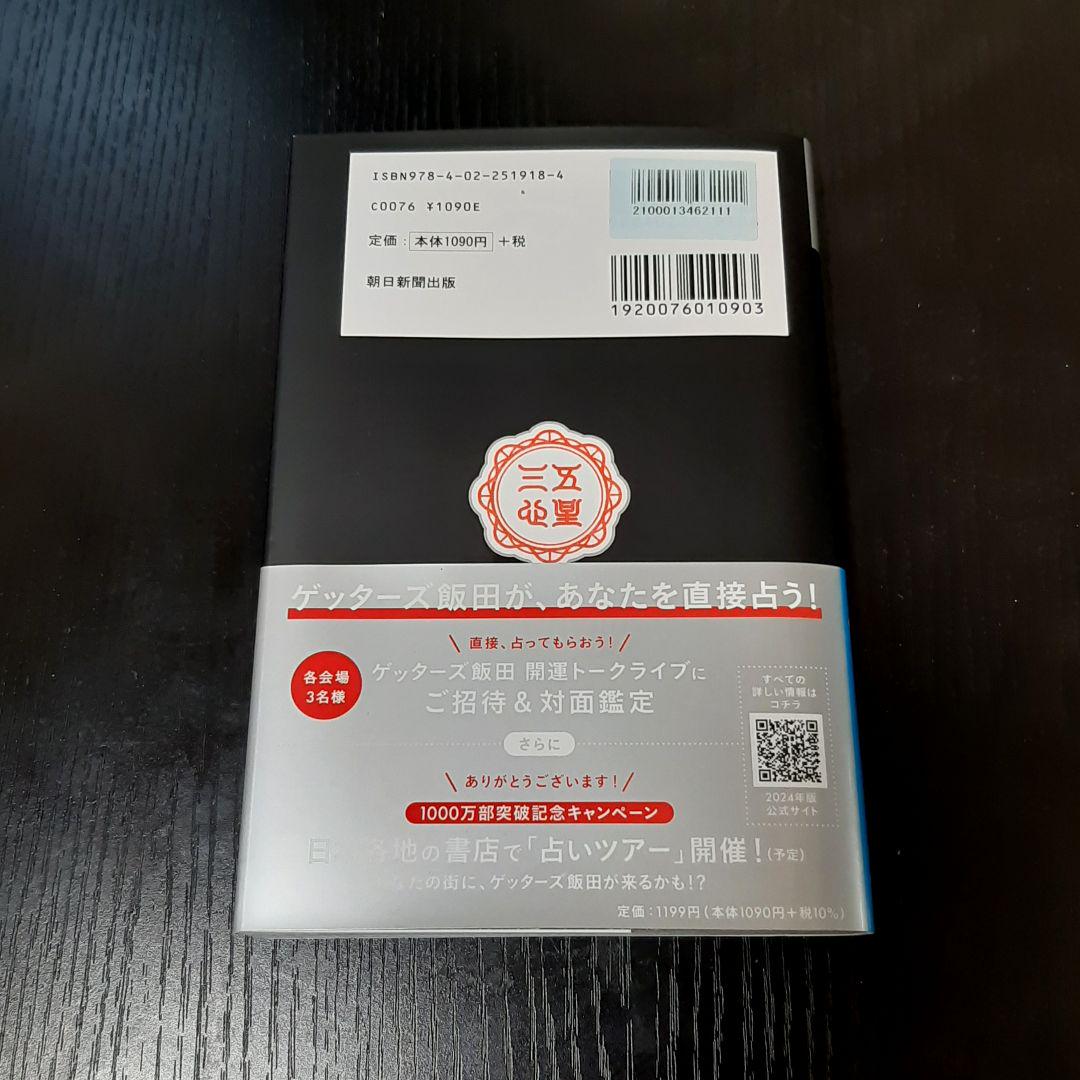 ISBN978-4-02-251918-4
C0076 ¥1090E
定価:本体1090円+税
朝日新聞出版
2100013462111
1920076010903
三五
心星
ゲッターズ飯田が、あなたを直接占う!
直接、占ってもらおう!
各会場
3名様
ゲッターズ飯田 開運トークライブに
ご招待&対面鑑定
さらに
ありがとうございます!
1000万部突破記念キャンペーン
日本各地の書店で「占いツアー」開催!(予定)
あなたの街に、ゲッターズ飯田が来るかも!?
すべての
詳しい情報は
コチラ
2024年版
公式サイト
定価:1199円(本体1090円+税10%)